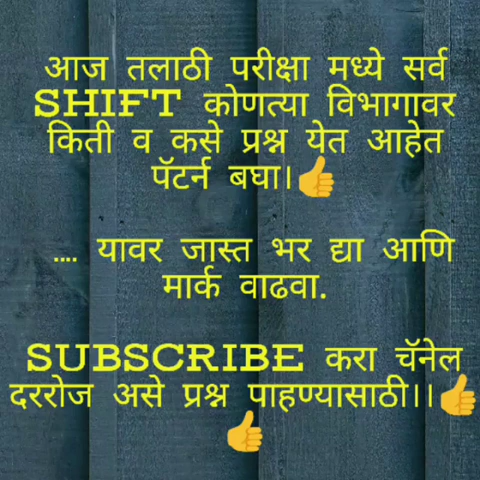 आज तलाठी परीक्षा मध्ये सर्व
SHIFT कोणत्या विभागावर
किती व कसे प्रश्न येत आहेत
पॅटर्न बघा।👍
.... यावर जास्त भर द्या आणि
मार्क वाढवा.
SUBSCRIBE करा चॅनेल
दररोज असे प्रश्न पाहण्यासाठी।।👍
👍